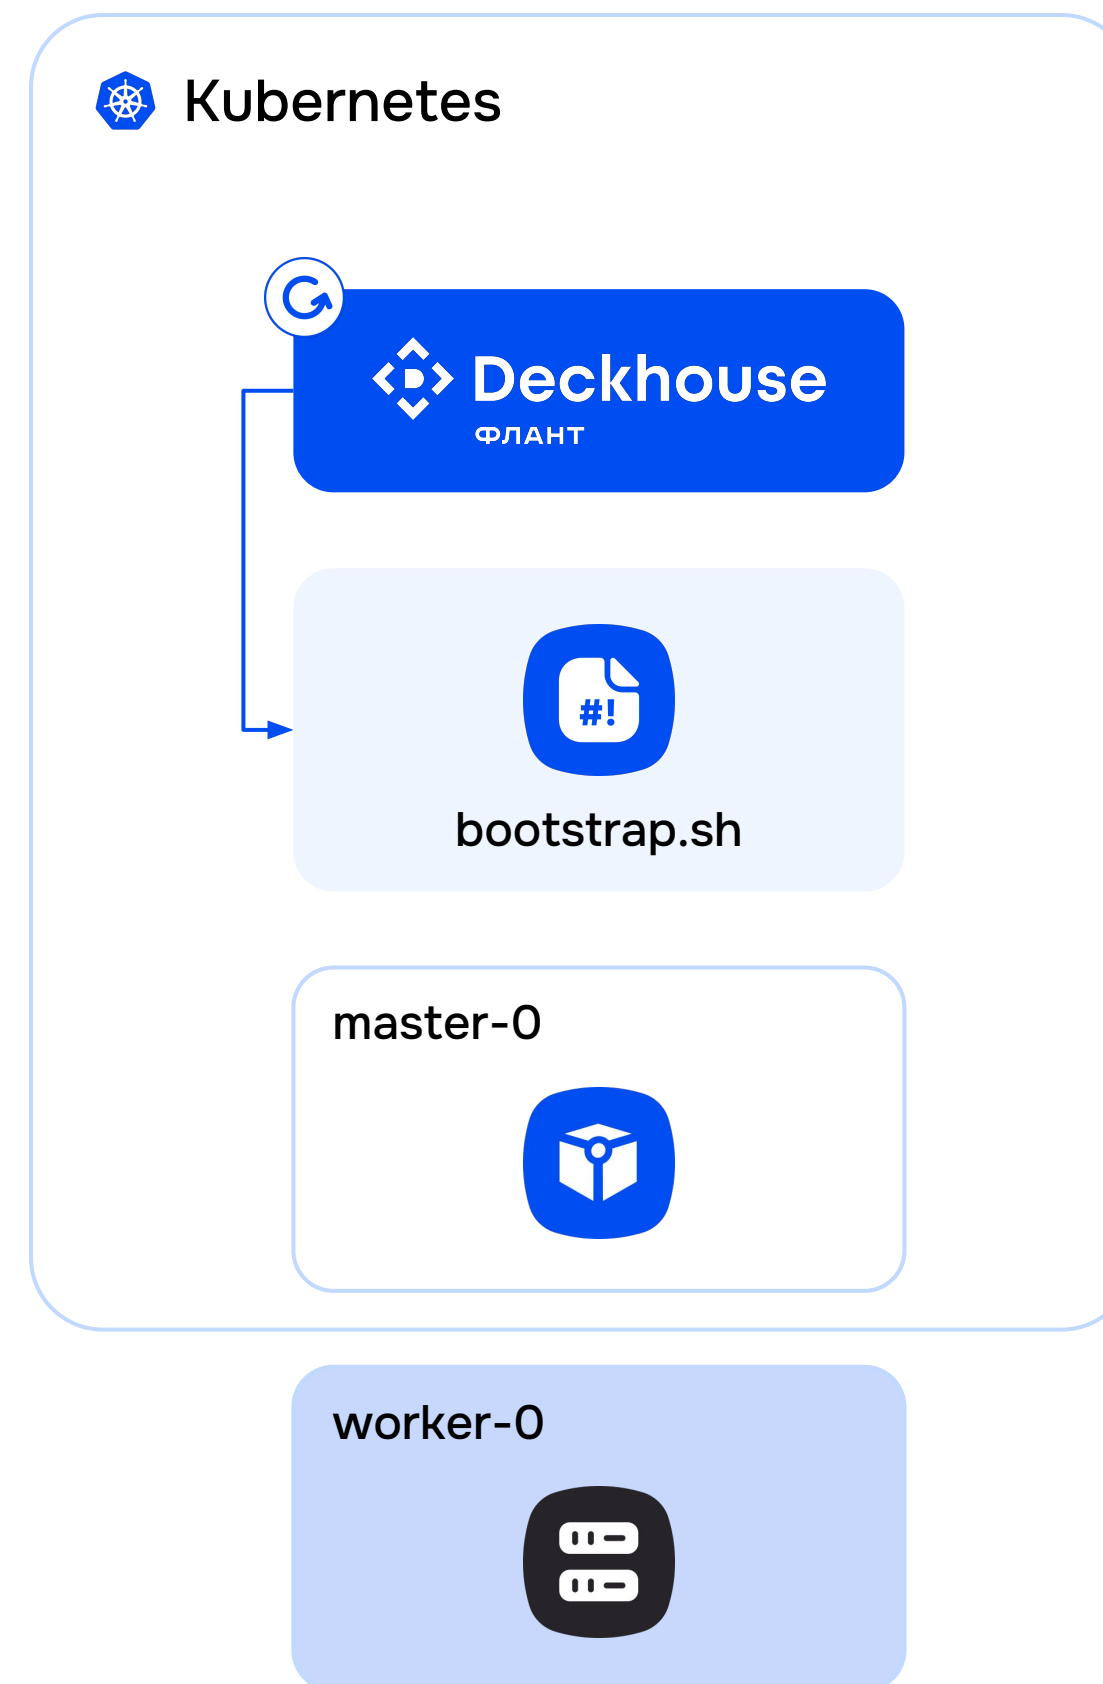 Kubernetes
Deckhouse
ФЛАНТ
#!
bootstrap.sh
master-0
worker-0